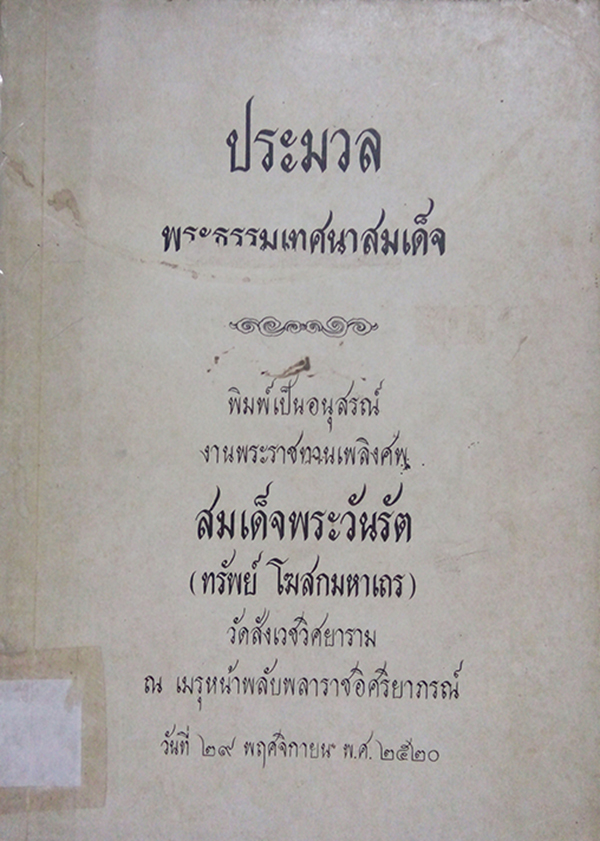 ประมวล
พระธรรมเทศนาสมเด็จ
พิมพ์เป็นอนุสรณ์
งานพระราชทานเพลิงศพ
สมเด็จพระวันรัต
(ทรัพย์ โฆสกมหาเถร)
วัดสังเวชวิศยาราม
ณ เมรุหน้าพลับพลาราชอิศริยาภรณ์
วันที่ ๒๙ พฤศจิกายน พ.ศ. ๒๕๒๐